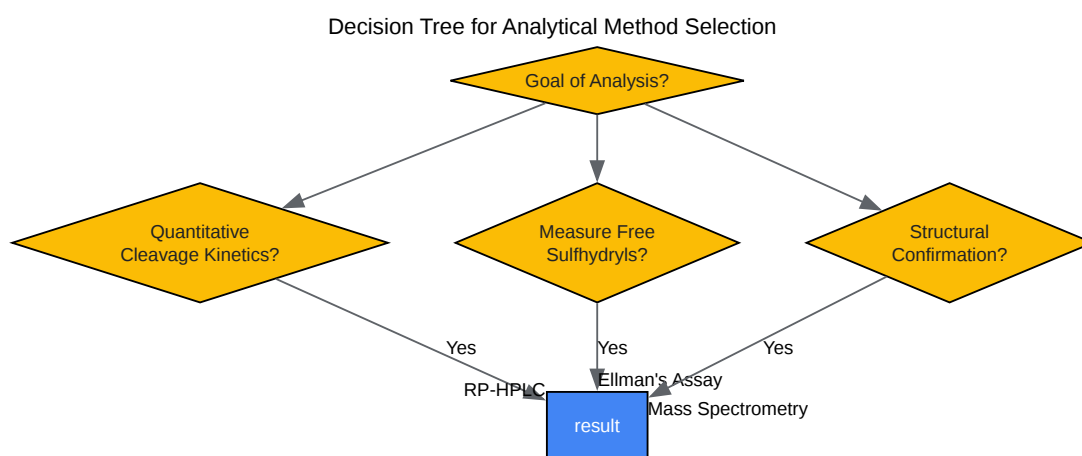 Decision Tree for Analytical Method Selection
Goal of Analysis?
Quantitative
Cleavage Kinetics?
Measure Free
Sulfhydryls?
Structural
Confirmation?
Yes
Yes
Yes
RP-HPLC
Ellman's Assay
Mass Spectrometry
result